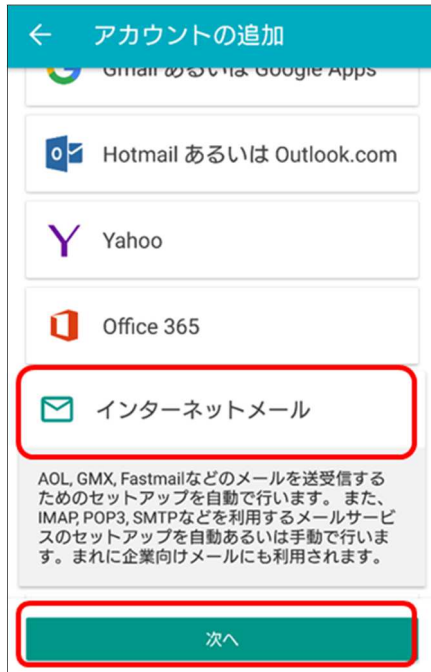 アカウントの追加
Gmail あるいは Google Apps
Hotmail あるいは Outlook.com
Yahoo
Office 365
インターネットメール
AOL, GMX, Fastmailなどのメールを送受信する
ためのセットアップを自動で行います。 また、
IMAP, POP3, SMTPなどを利用するメールサービ
スのセットアップを自動あるいは手動で行いま
す。まれに企業向けメールにも利用されます。
次へ